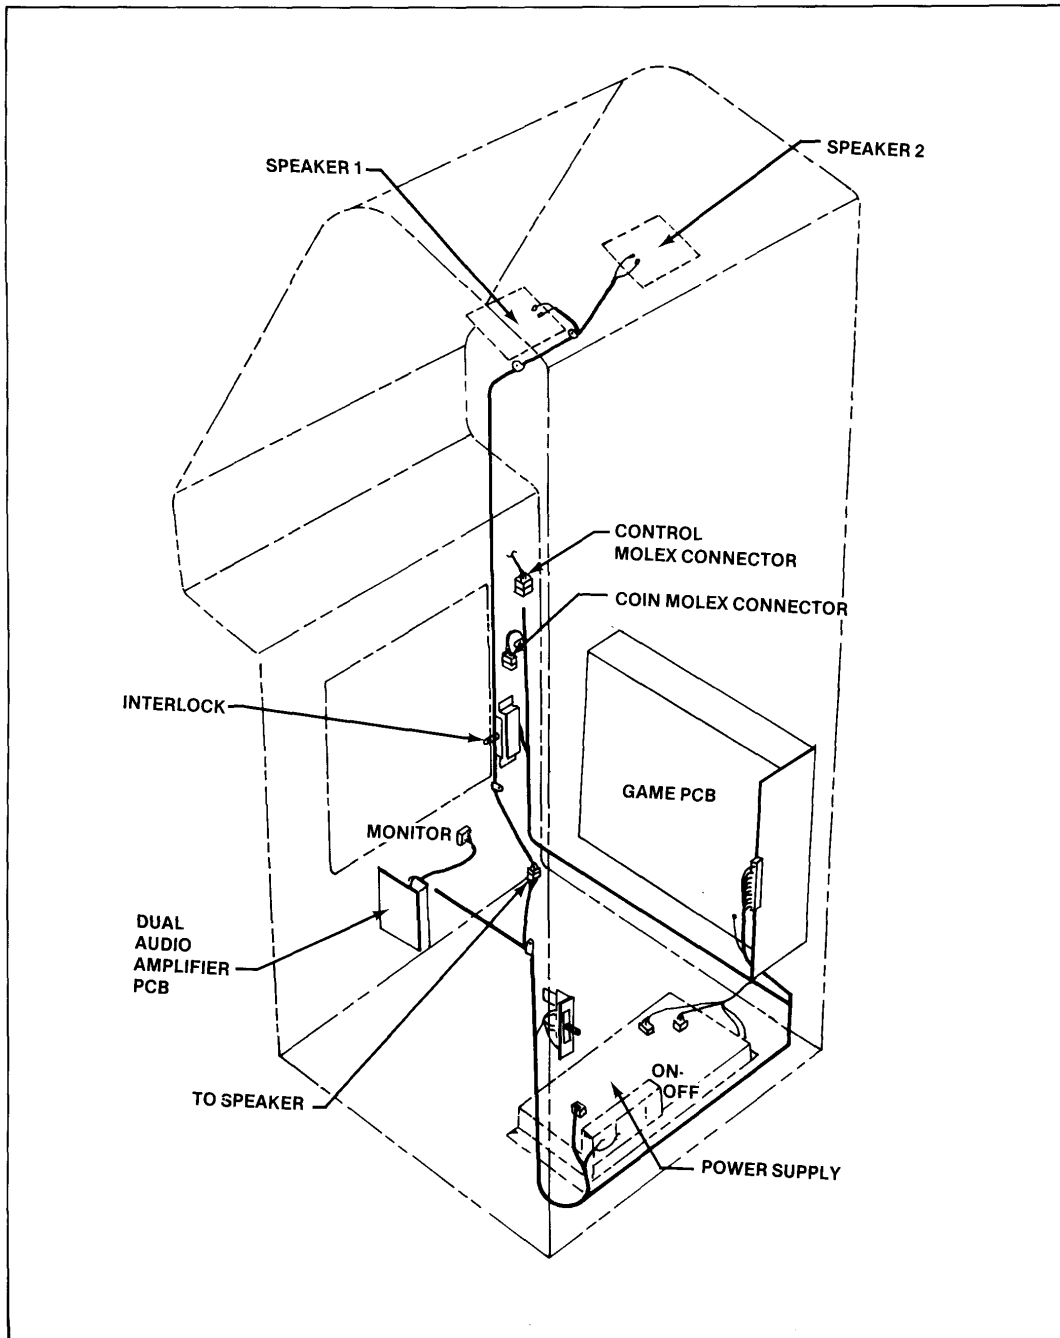 SPEAKER 1
SPEAKER 2
CONTROL
MOLEX CONNECTOR
COIN MOLEX CONNECTOR
INTERLOCK
GAME PCB
MONITOR
DUAL
AUDIO
AMPLIFIER
PCB
ON-
OFF
TO SPEAKER
POWER SUPPLY